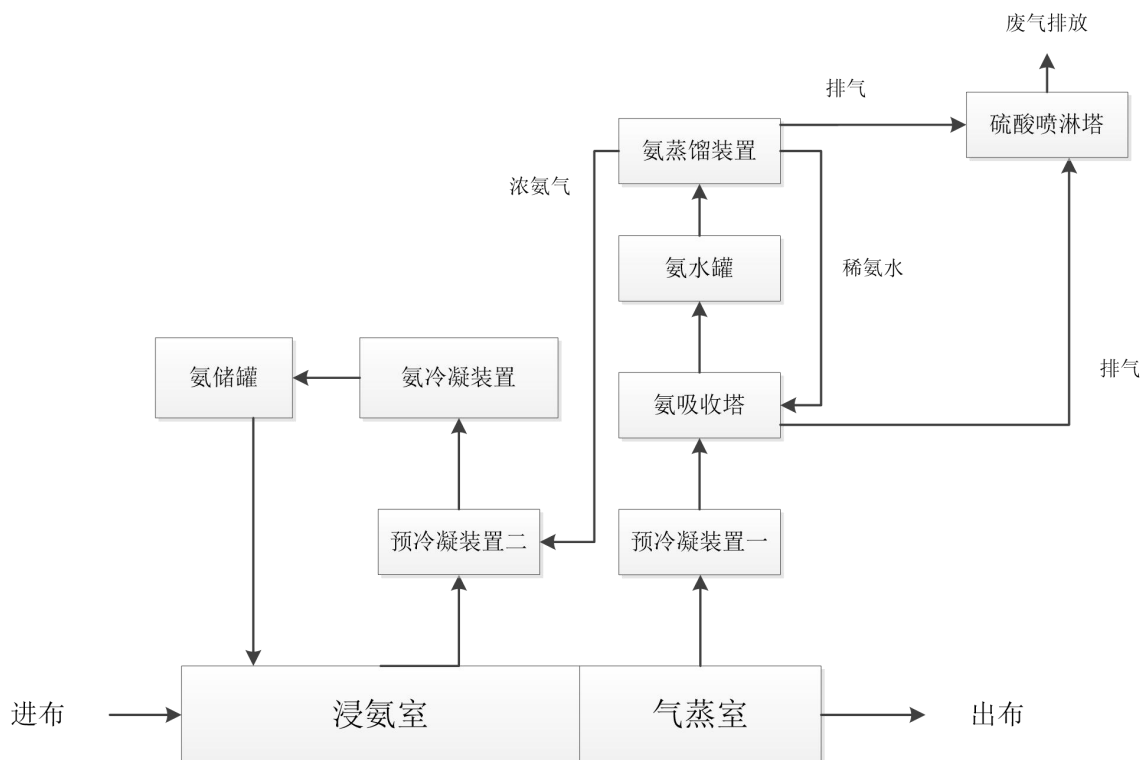 废气排放
排气
硫酸喷淋塔
氨蒸馏装置
浓氨气
氨水罐
稀氨水
氨储罐
氨冷凝装置
氨吸收塔
排气
预冷凝装置二
预冷凝装置一
进布
浸氨室
气蒸室
出布